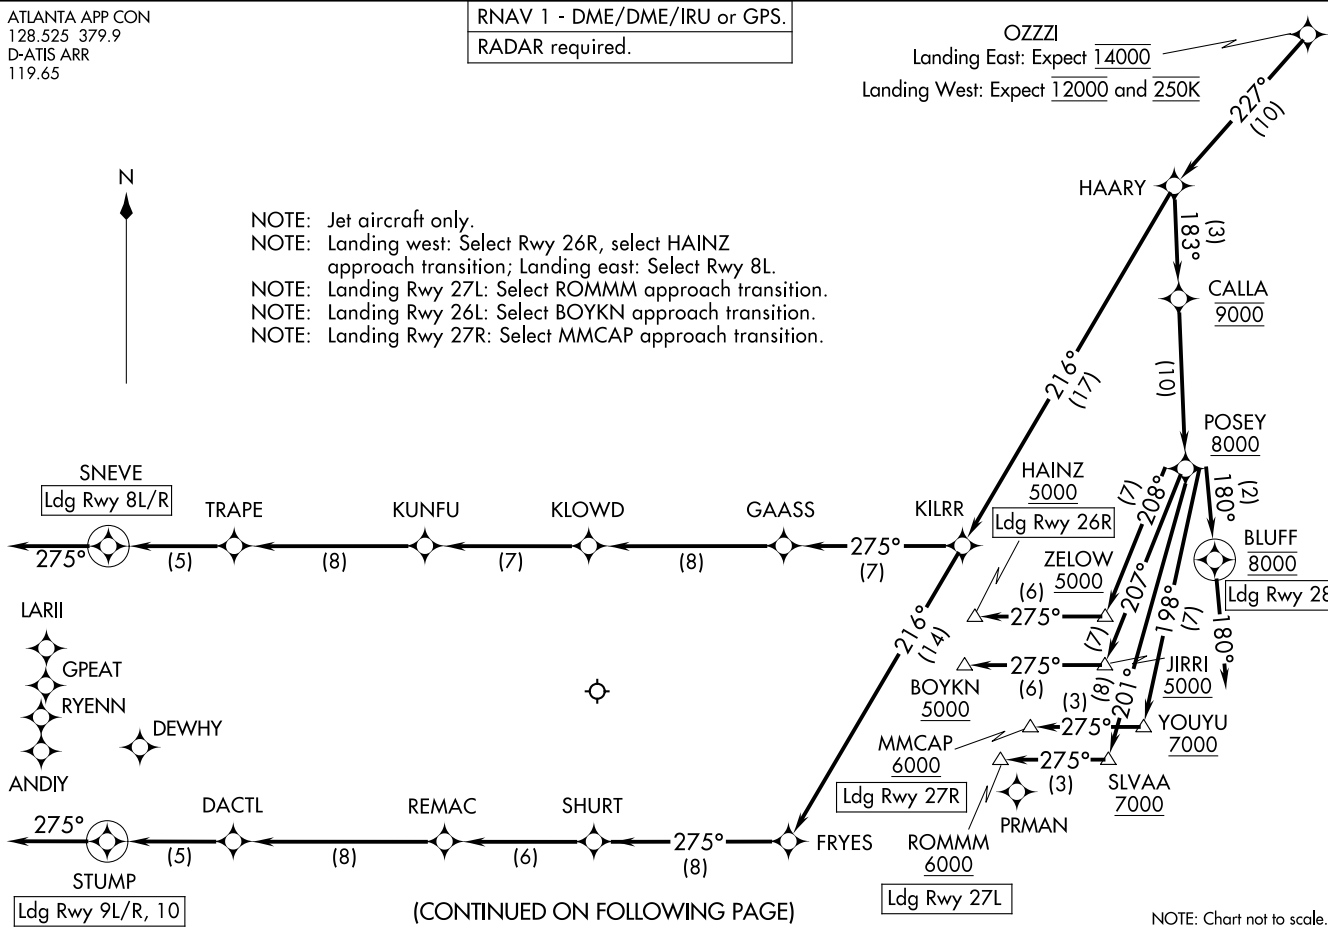 ATLANTA APP CON
128.525 379.9
D-ATIS ARR
119.65
RNAV 1 - DME/DME/IRU or GPS.
RADAR required.
OZZZI
Landing East: Expect 14000
Landing West: Expect 12000 and 250K
227°
(10)
N
HAARY
NOTE: Jet aircraft only.
NOTE: Landing west: Select Rwy 26R, select HAINZ
approach transition; Landing east: Select Rwy 8L.
NOTE: Landing Rwy 27L: Select ROMMM approach transition.
NOTE: Landing Rwy 26L: Select BOYKN approach transition.
NOTE: Landing Rwy 27R: Select MMCAP approach transition.
183°
(3)
CALLA
9000
216°
(17)
(10)
POSEY
8000
SNEVE
Ldg Rwy 8L/R
TRAPE
KUNFU
KLOWD
GAASS
KILRR
275°
(5)
(8)
(7)
(8)
275°
(7)
HAINZ
5000
Ldg Rwy 26R
208°
(7)
180°
(2)
BLUFF
8000
Ldg Rwy 28
180°
ZELOW
5000
(6)
275°
207°
(7)
198°
(7)
216°
(14)
LARII
GPEAT
RYENN
DEWHY
ANDIY
275°
(6)
BOYKN
5000
JIRRI
5000
201°
(8)
(3)
275°
YOUYU
7000
MMCAP
6000
Ldg Rwy 27R
275°
(3)
SLVAA
7000
PRMAN
ROMMM
6000
Ldg Rwy 27L
DACTL
REMAC
SHURT
FRYES
275°
(5)
(8)
(6)
275°
(8)
STUMP
Ldg Rwy 9L/R, 10
(CONTINUED ON FOLLOWING PAGE)
NOTE: Chart not to scale.